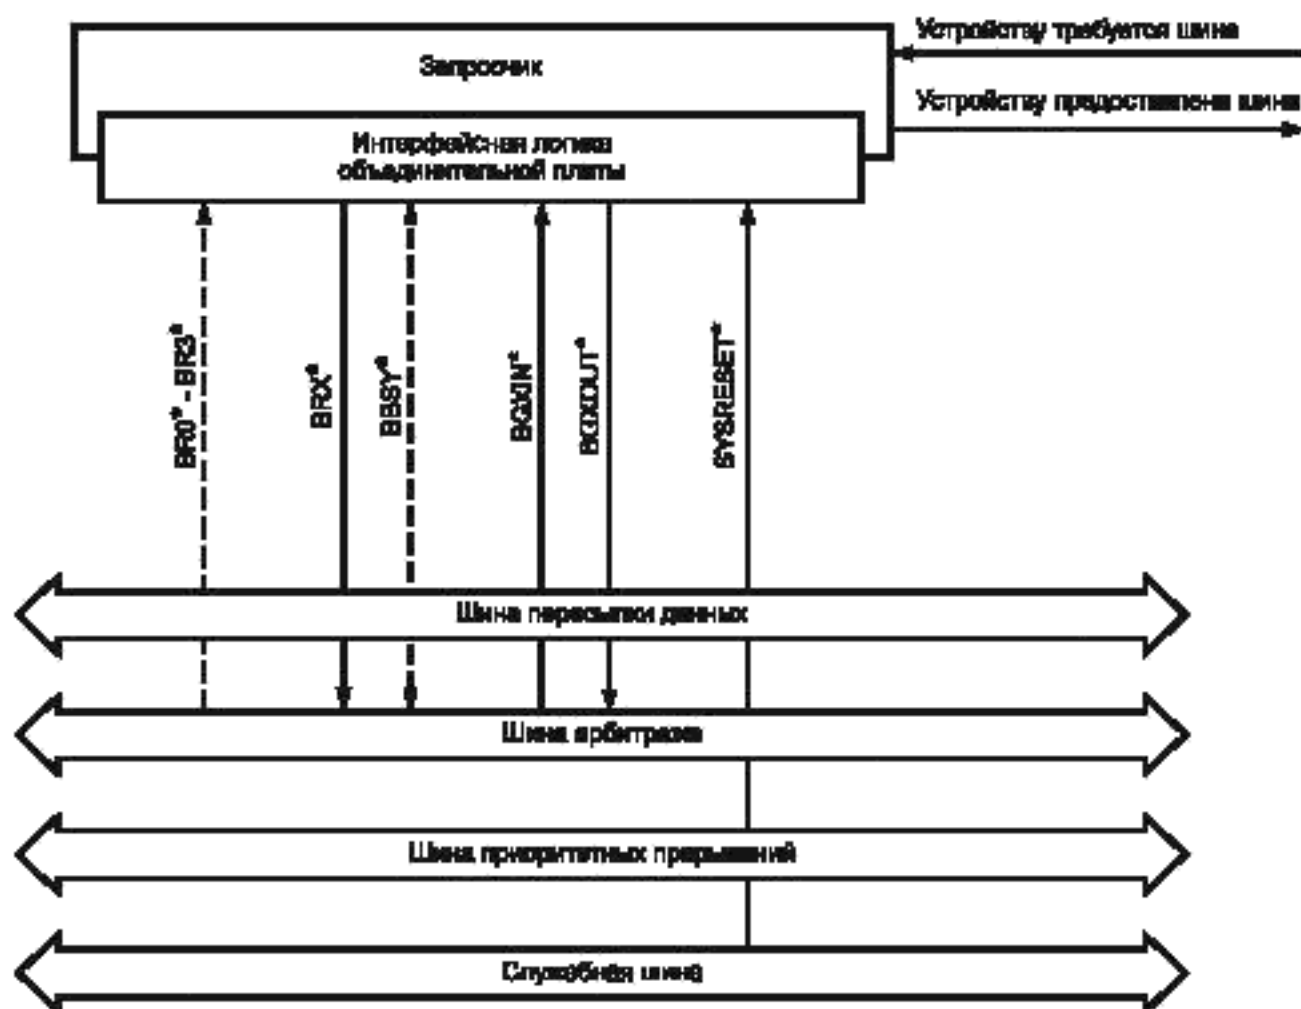 Устройству требуется шина
Запросчик
Устройству предоставлена шина
Интерфейсная логика
объединительной платы
BR0* - BR3*
BRX*
BBSY*
BGXIN*
BGXOUT*
SYSRESET*
Шина пересылки данных
Шина арбитража
Шина приоритетных прерываний
Служебная шина